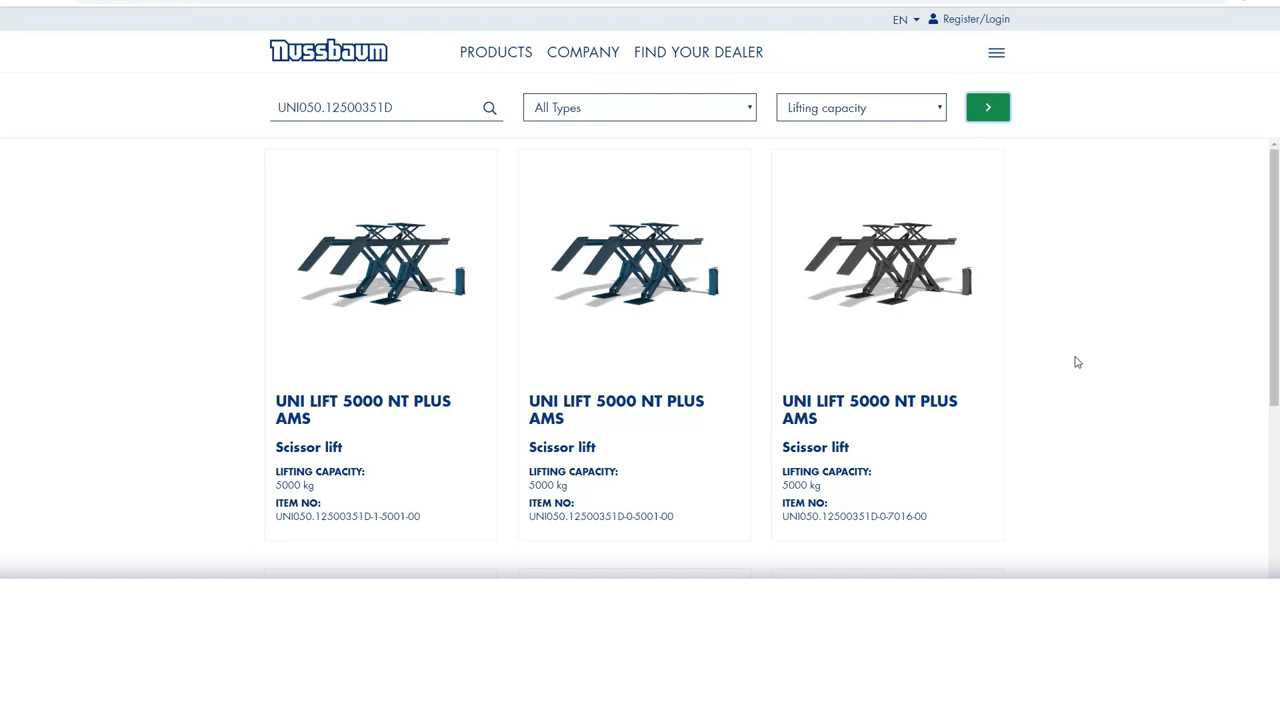 EN
Register/Login
Nussbaum
PRODUCTS COMPANY FIND YOUR DEALER
UNI050.12500351D
All Types
Lifting capacity
UNI LIFT 5000 NT PLUS
AMS
Scissor lift
LIFTING CAPACITY:
5000 kg
ITEM NO:
UNI050.12500351D-1-5001-00
UNI LIFT 5000 NT PLUS
AMS
Scissor lift
LIFTING CAPACITY:
5000 kg
ITEM NO:
UNI050.12500351D-0-5001-00
UNI LIFT 5000 NT PLUS
AMS
Scissor lift
LIFTING CAPACITY:
5000 kg
ITEM NO:
UNI050.12500351D-0-7016-00